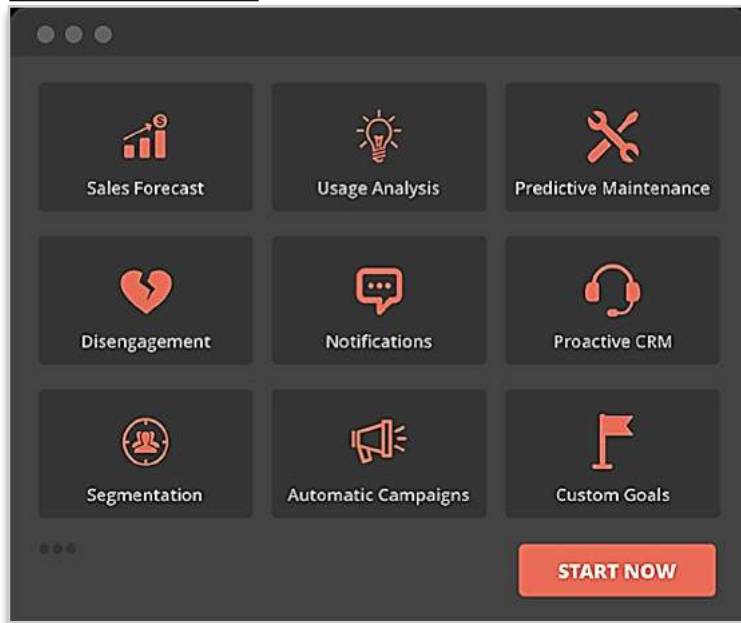 Sales Forecast
Usage Analysis
Predictive Maintenance
Disengagement
Notifications
Proactive CRM
Segmentation
Automatic Campaigns
Custom Goals
START NOW